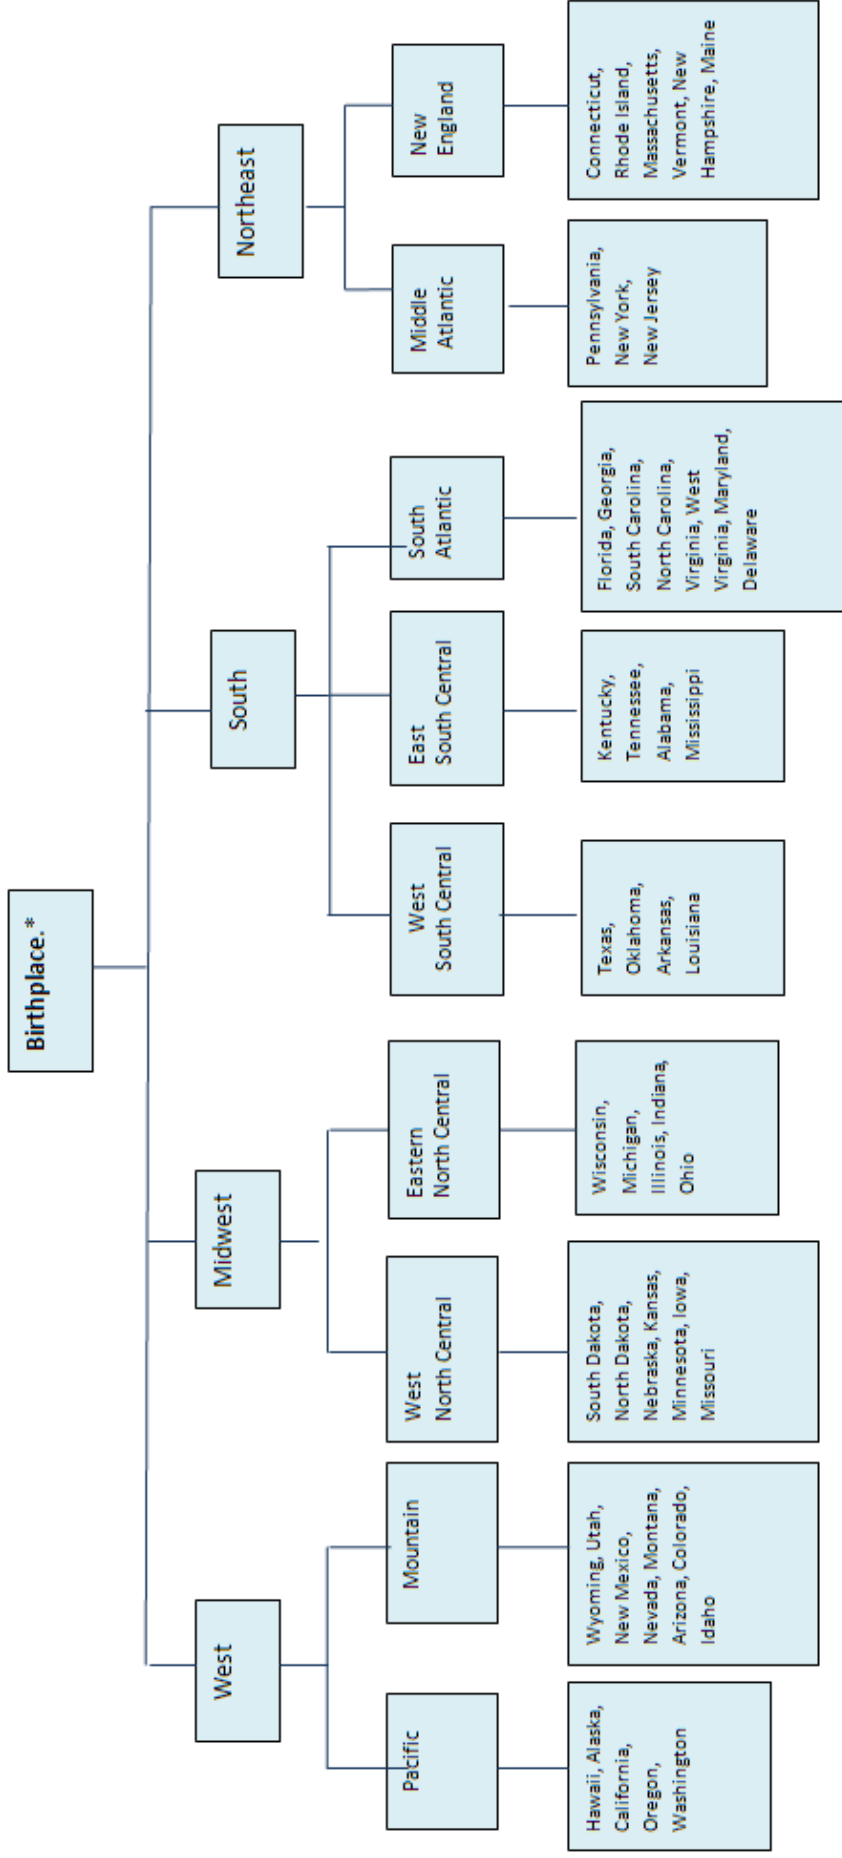 Birthplace.*
West
Midwest
South
Northeast
Pacific
Mountain
West
North Central
Eastern
North Central
West
South Central
East
South Central
South
Atlantic
Middle
Atlantic
New
England
Hawaii, Alaska,
California,
Oregon,
Washington
Wyoming, Utah,
New Mexico,
Nevada, Montana,
Arizona, Colorado,
Idaho
South Dakota,
North Dakota,
Nebraska, Kansas,
Minnesota, Iowa,
Missouri
Wisconsin,
Michigan,
Illinois, Indiana,
Ohio
Texas,
Oklahoma,
Arkansas,
Louisiana
Kentucky,
Tennessee,
Alabama,
Mississippi
Florida, Georgia,
South Carolina,
North Carolina,
Virginia, West
Virginia, Maryland,
Delaware
Pennsylvania,
New York,
New Jersey
Connecticut,
Rhode Island,
Massachusetts,
Vermont, New
Hampshire, Maine